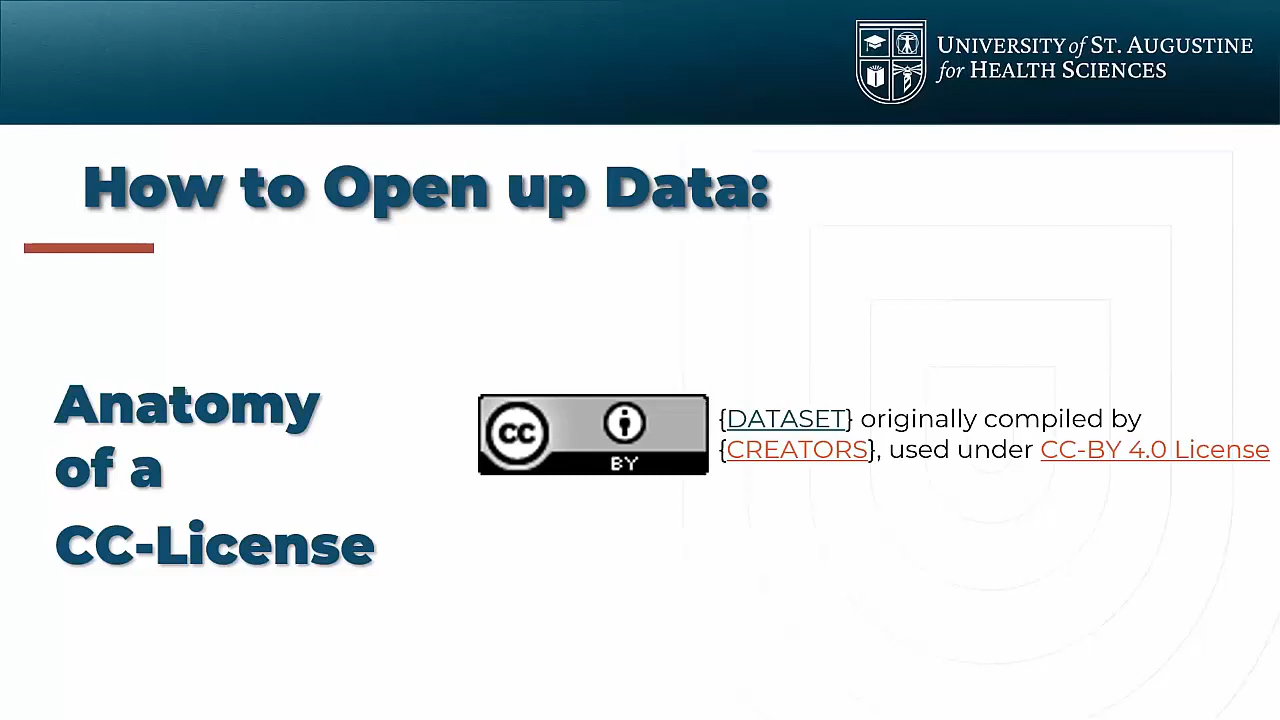 UNIVERSITY of ST. AUGUSTINE
for HEALTH SCIENCES
How to Open up Data:
Anatomy
of a
CC-License
CC
BY
{DATASET} originally compiled by
{CREATORS}, used under CC-BY 4.0 License